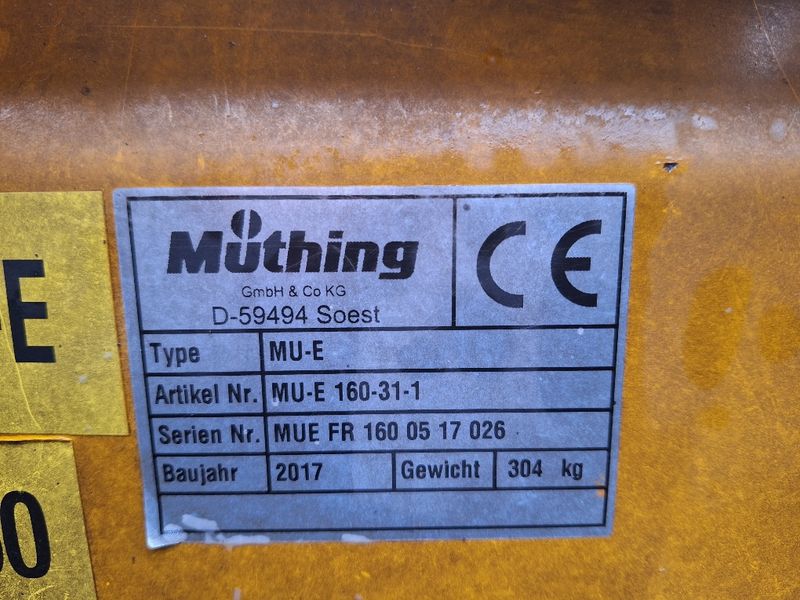 Müthing
GmbH & Co KG
D-59494 Soest
CE
Type MU-E
Artikel Nr. MU-E 160-31-1
Serien Nr. MUE FR 160 05 17 026
Baujahr 2017 Gewicht 304 kg
E
0